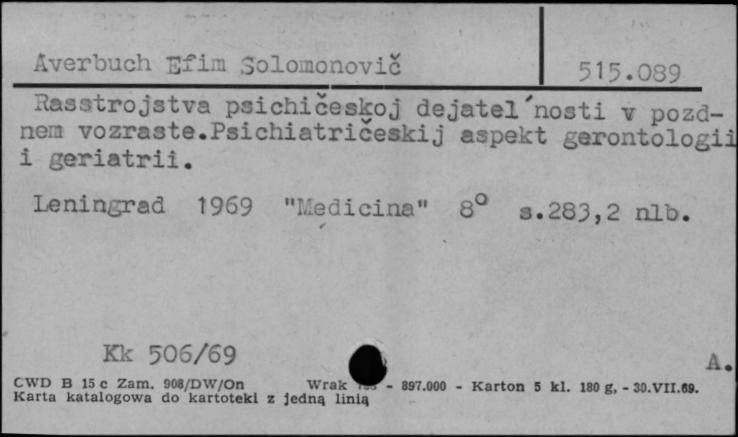 Averbuch Efim Solomonovič
515.089
Rasstrojstva psichičeskoj dejatel´nosti v pozd-
nem vozraste.Psichiatričeskij aspekt gerontologii
i geriatrii.
Leningrad 1969 "Medicina" 8° s.283,2 nlb.
Kk 506/69
A.
CWD B 15 c Zam. 908/DW/On Wrak - 897.000 - Karton 5 kl. 180 g, - 30.VII.69.
Karta katalogowa do kartoteki z jedną linią